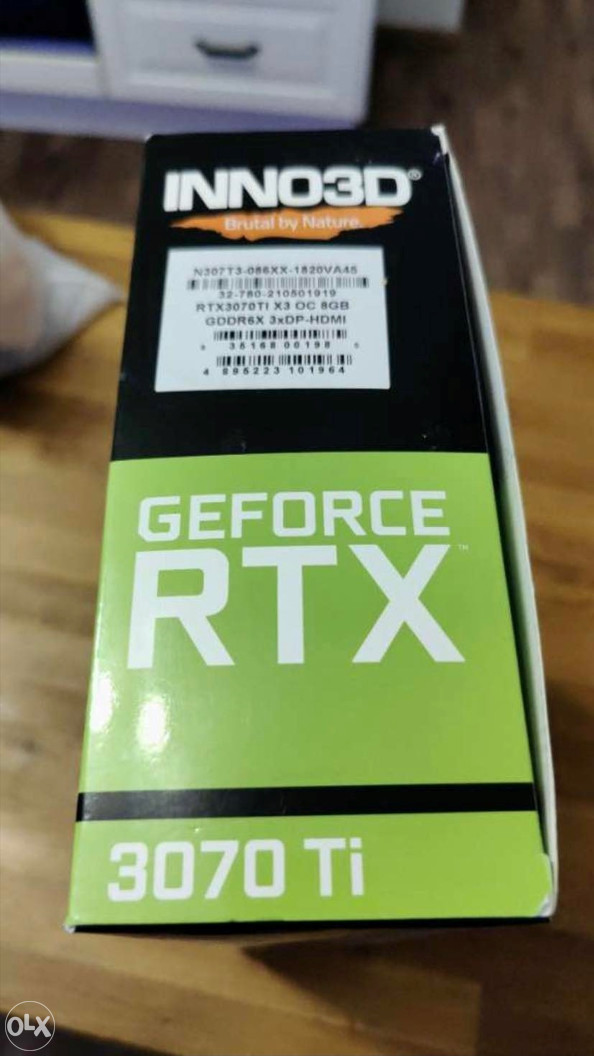 INNO3D®
Brutal by Nature.
N307T3-086XX-1820VA45
32-780-210501919
RTX3070TI X3 OC 8GB
GDDR6X 3xDP-HDMI
35168 00198
4 895223 101964
GEFORCE
RTX™
3070 Ti
OLX